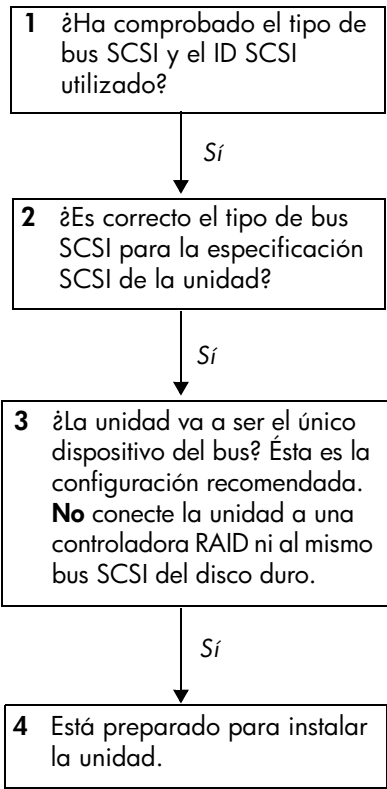 1 ¿Ha comprobado el tipo de
bus SCSI y el ID SCSI
utilizado?
Sí
2 ¿Es correcto el tipo de bus
SCSI para la especificación
SCSI de la unidad?
Sí
3 ¿La unidad va a ser el único
dispositivo del bus? Ésta es la
configuración recomendada.
No conecte la unidad a una
controladora RAID ni al mismo
bus SCSI del disco duro.
Sí
4 Está preparado para instalar
la unidad.